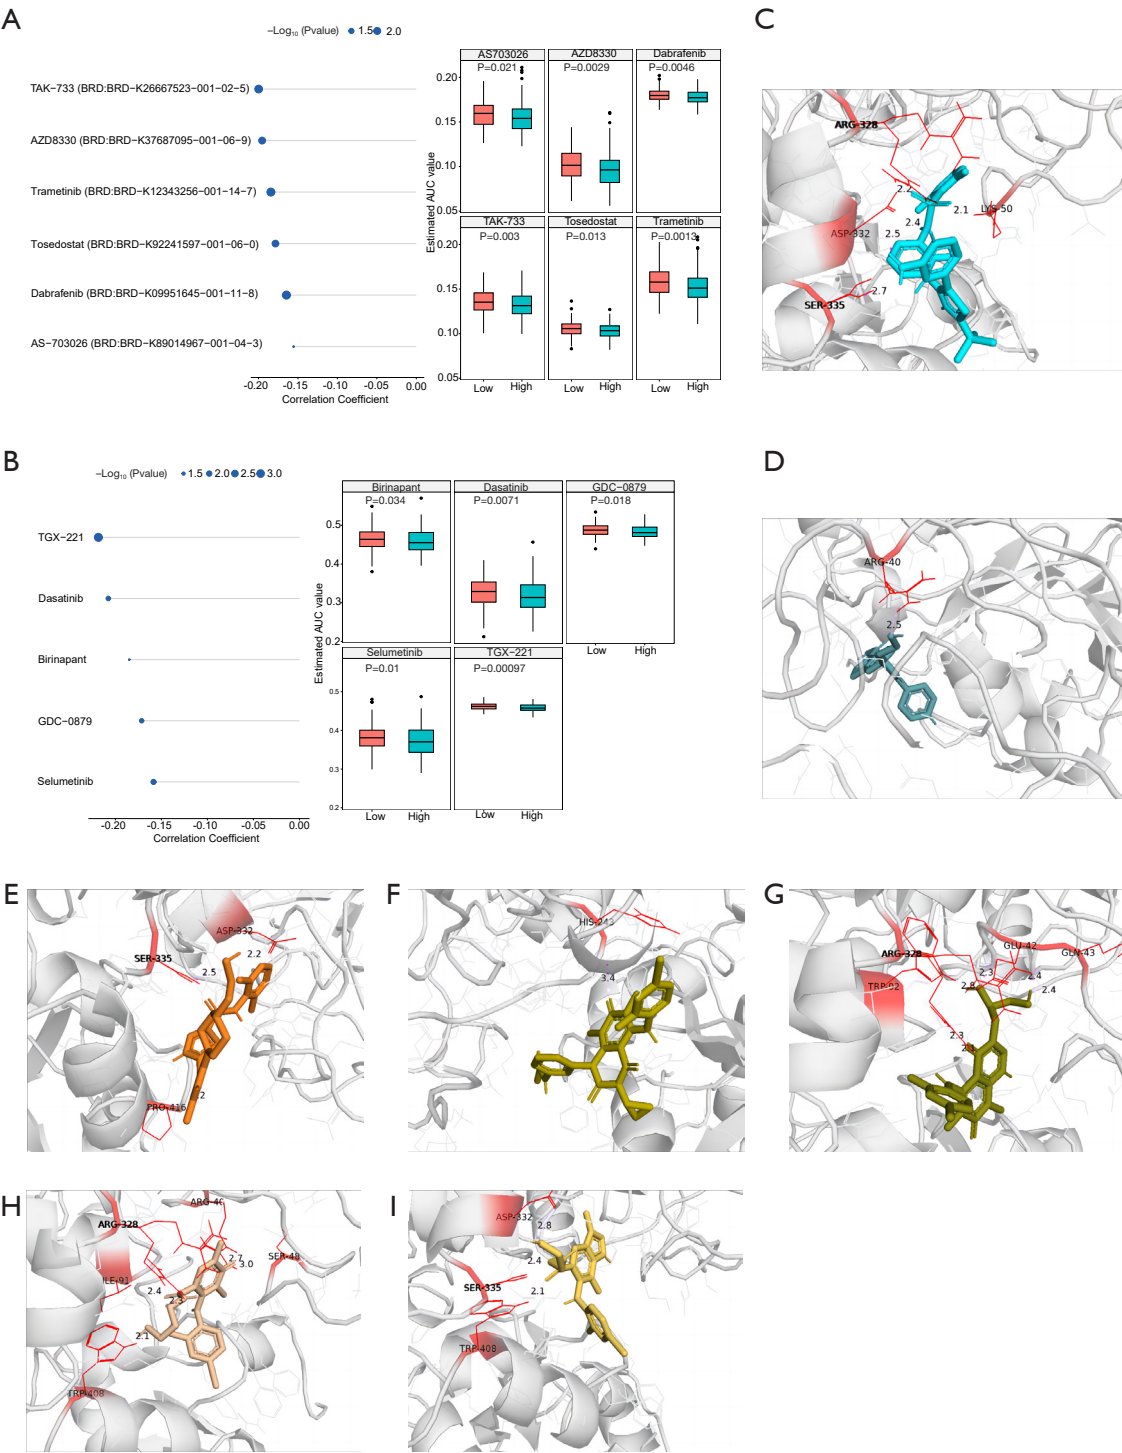 A
−Log10 (Pvalue) 1.5 2.0
TAK−733 (BRD:BRD−K26667523−001−02−5)
AZD8330 (BRD:BRD−K37687095−001−06−9)
Trametinib (BRD:BRD−K12343256−001−14−7)
Tosedostat (BRD:BRD−K92241597−001−06−0)
Dabrafenib (BRD:BRD−K09951645−001−11−8)
AS−703026 (BRD:BRD−K89014967−001−04−3)
-0.20 -0.15 -0.10 -0.05 0.00
Correlation Coefficient
Estimated AUC value
AS703026 AZD8330 Dabrafenib
P=0.021 P=0.0029 P=0.0046
0.20
0.15
0.10
0.05
TAK-733 Tosedostat Trametinib
P=0.003 P=0.013 P=0.0013
0.20
0.15
0.10
0.05
Low High Low High Low High
C
ARG-328
2.2
2.1
LYS-50
2.4
ASP-332
2.5
2.7
SER-335
B
−Log10 (Pvalue) 1.5 2.0 2.5 3.0
TGX−221
Dasatinib
Birinapant
GDC−0879
Selumetinib
-0.20 -0.15 -0.10 -0.05 0.00
Correlation Coefficient
Estimated AUC value
Birinapant Dasatinib GDC−0879
P=0.034 P=0.0071 P=0.018
0.5
0.4
0.3
0.2
Low High
Selumetinib TGX−221
P=0.01 P=0.00097
0.5
0.4
0.3
0.2
Low High Low High
D
ARG-40
2.5
E
ASP-332
SER-335
2.2
2.5
PRO-416
F
3.4
G
GLU-42
ARG-328
GLN-43
2.3
TRP-92
2.4
2.3
H
ARG-328
2.7
SER-48
3.0
2.4
2.3
2.1
TRP-408
I
ASP-332
2.8
2.4
SER-335
2.1
TRP-408